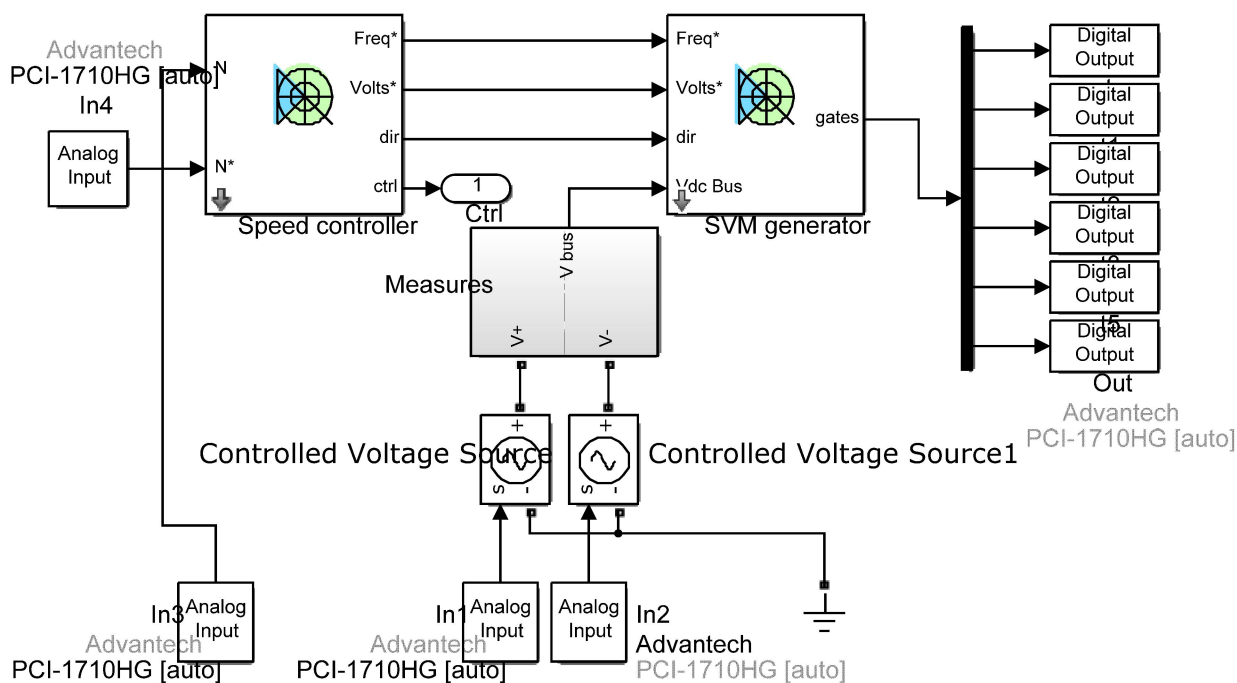 Advantech
PCI-1710HG [auto]
In4
Analog
Input
N
N*
Freq*
Volts*
dir
ctrl
Speed controller
1
Ctrl
Freq*
Volts*
dir
Vdc Bus
gates
SVM generator
Digital
Output
Digital
Output
Digital
Output
Digital
Output
Digital
Output
Digital
Output
Out
Advantech
PCI-1710HG [auto]
Measures
V bus
V+
V-
Controlled Voltage Source
+
s
-
+
s
-
Controlled Voltage Source1
In3
Analog
Input
Advantech
PCI-1710HG [auto]
In1
Analog
Input
Advantech
PCI-1710HG [auto]
Analog
Input
In2
Advantech
PCI-1710HG [auto]